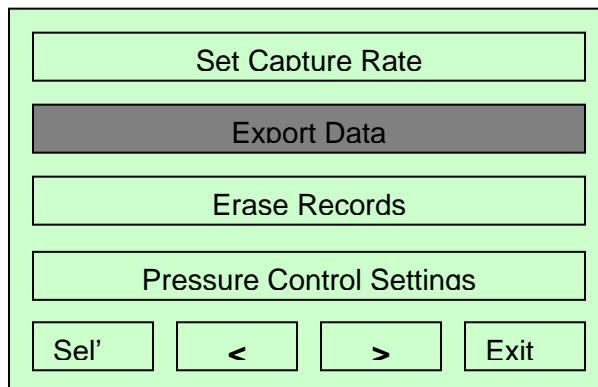 Set Capture Rate
Export Data
Erase Records
Pressure Control Settings
Sel' < > Exit